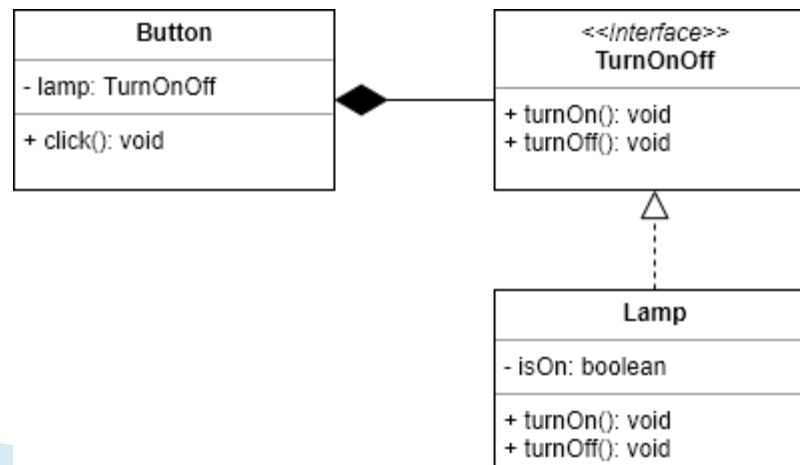 Button
- lamp: TurnOnOff
+ click(): void
<<interface>>
TurnOnOff
+ turnOn(): void
+ turnOff(): void
Lamp
- isOn: boolean
+ turnOn(): void
+ turnOff(): void